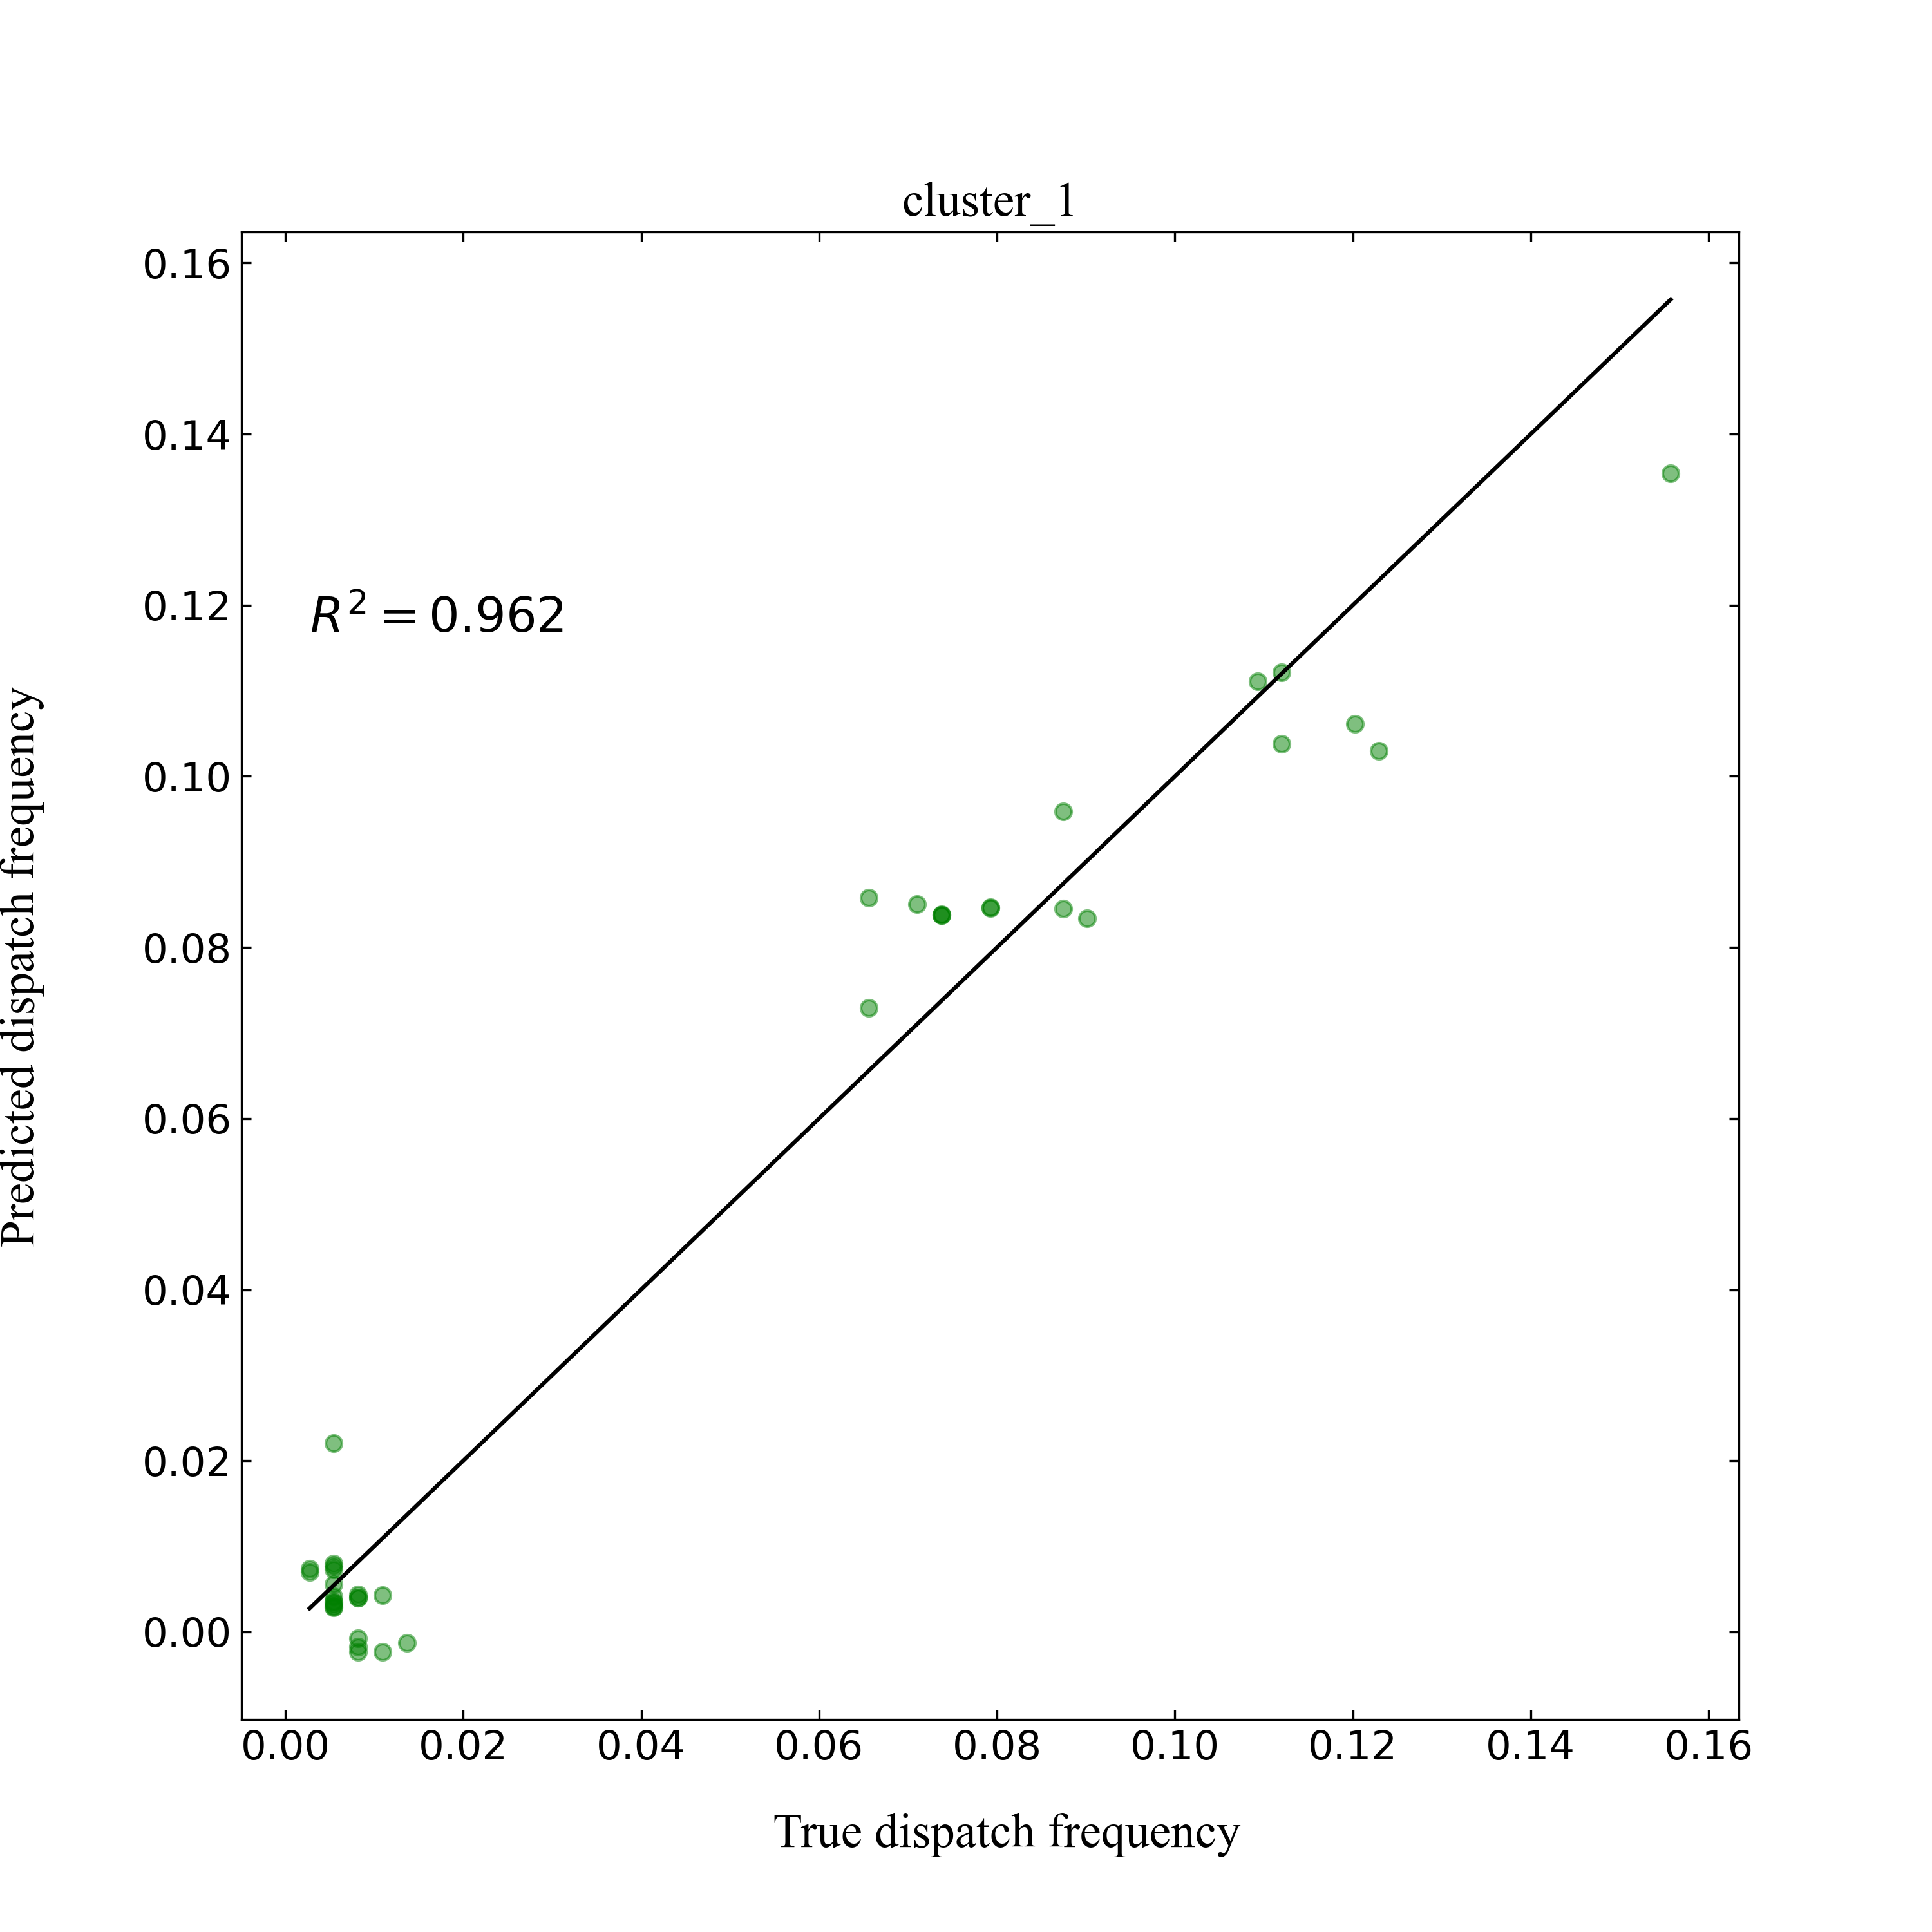 cluster_1
0.16
0.14
0.12
0.10
0.08
0.06
0.04
0.02
0.00
R² = 0.962
Predicted dispatch frequency
0.00 0.02 0.04 0.06 0.08 0.10 0.12 0.14 0.16
True dispatch frequency